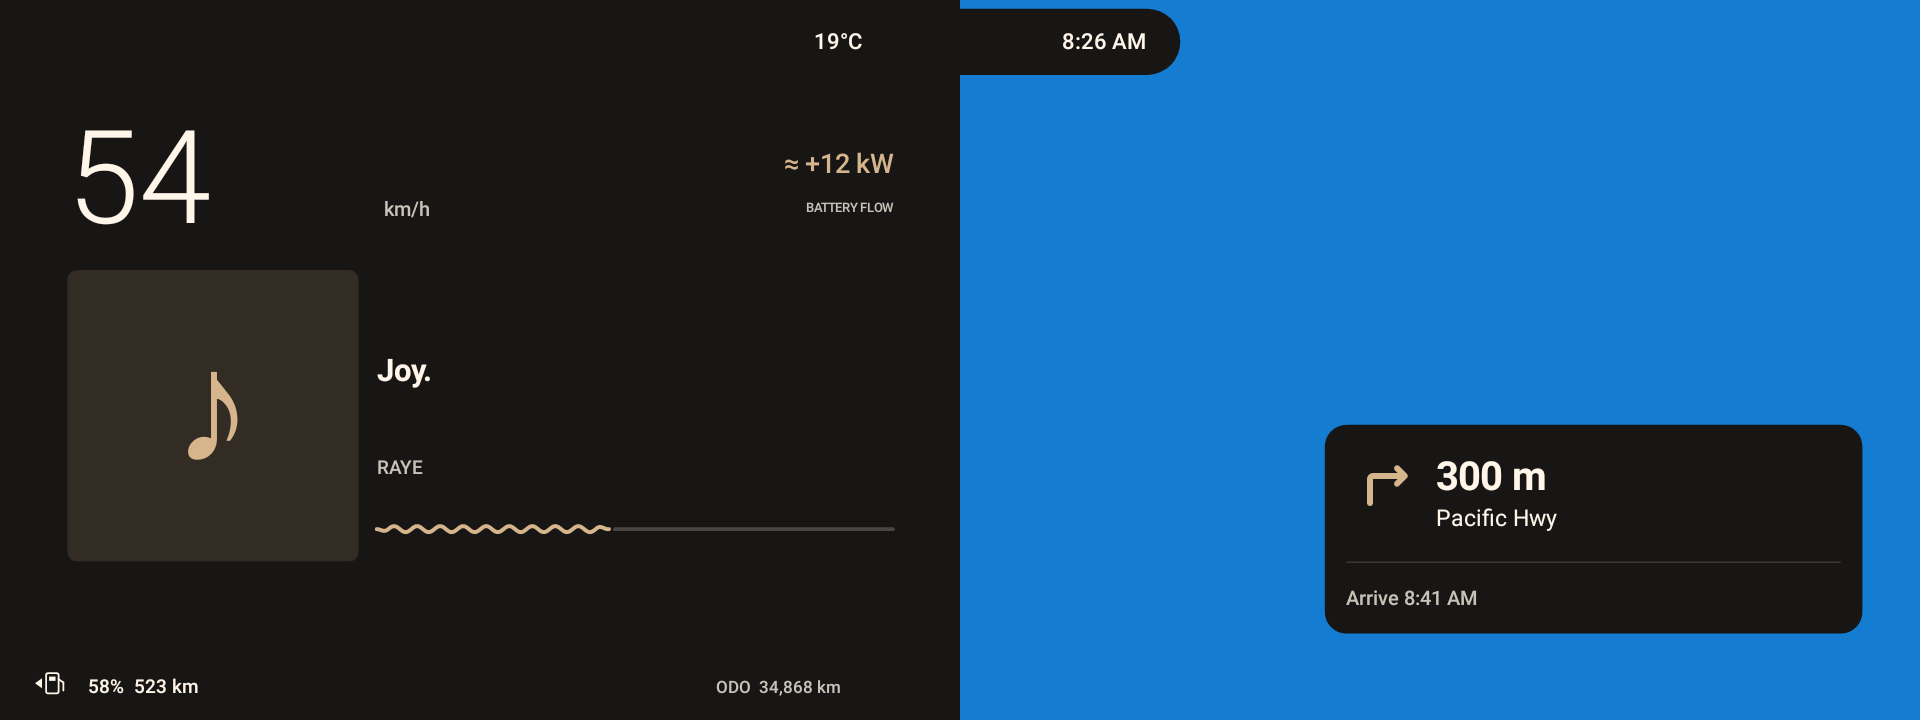 19°C
8:26 AM
54
km/h
≈ +12 kW
BATTERY FLOW
Joy.
RAYE
300 m
Pacific Hwy
Arrive 8:41 AM
58% 523 km
ODO 34,868 km